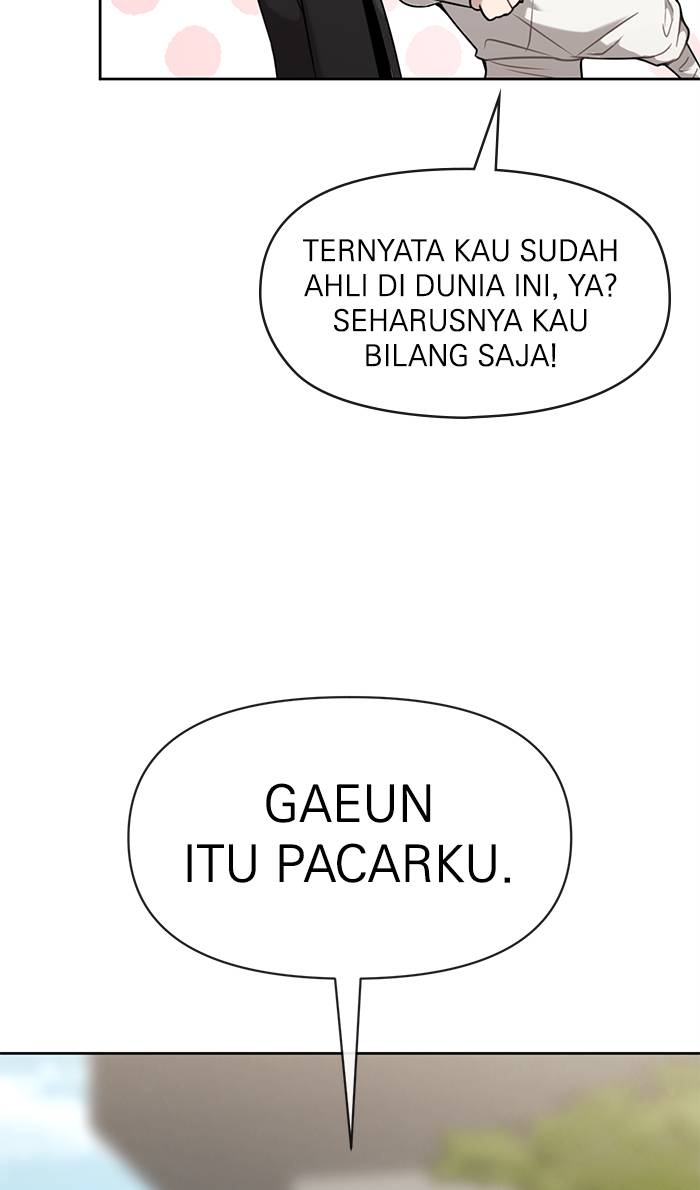 TERNYATA KAU SUDAH
AHLI DI DUNIA INI, YA?
SEHARUSNYA KAU
BILANG SAJA!
GAEUN
ITU PACARKU.